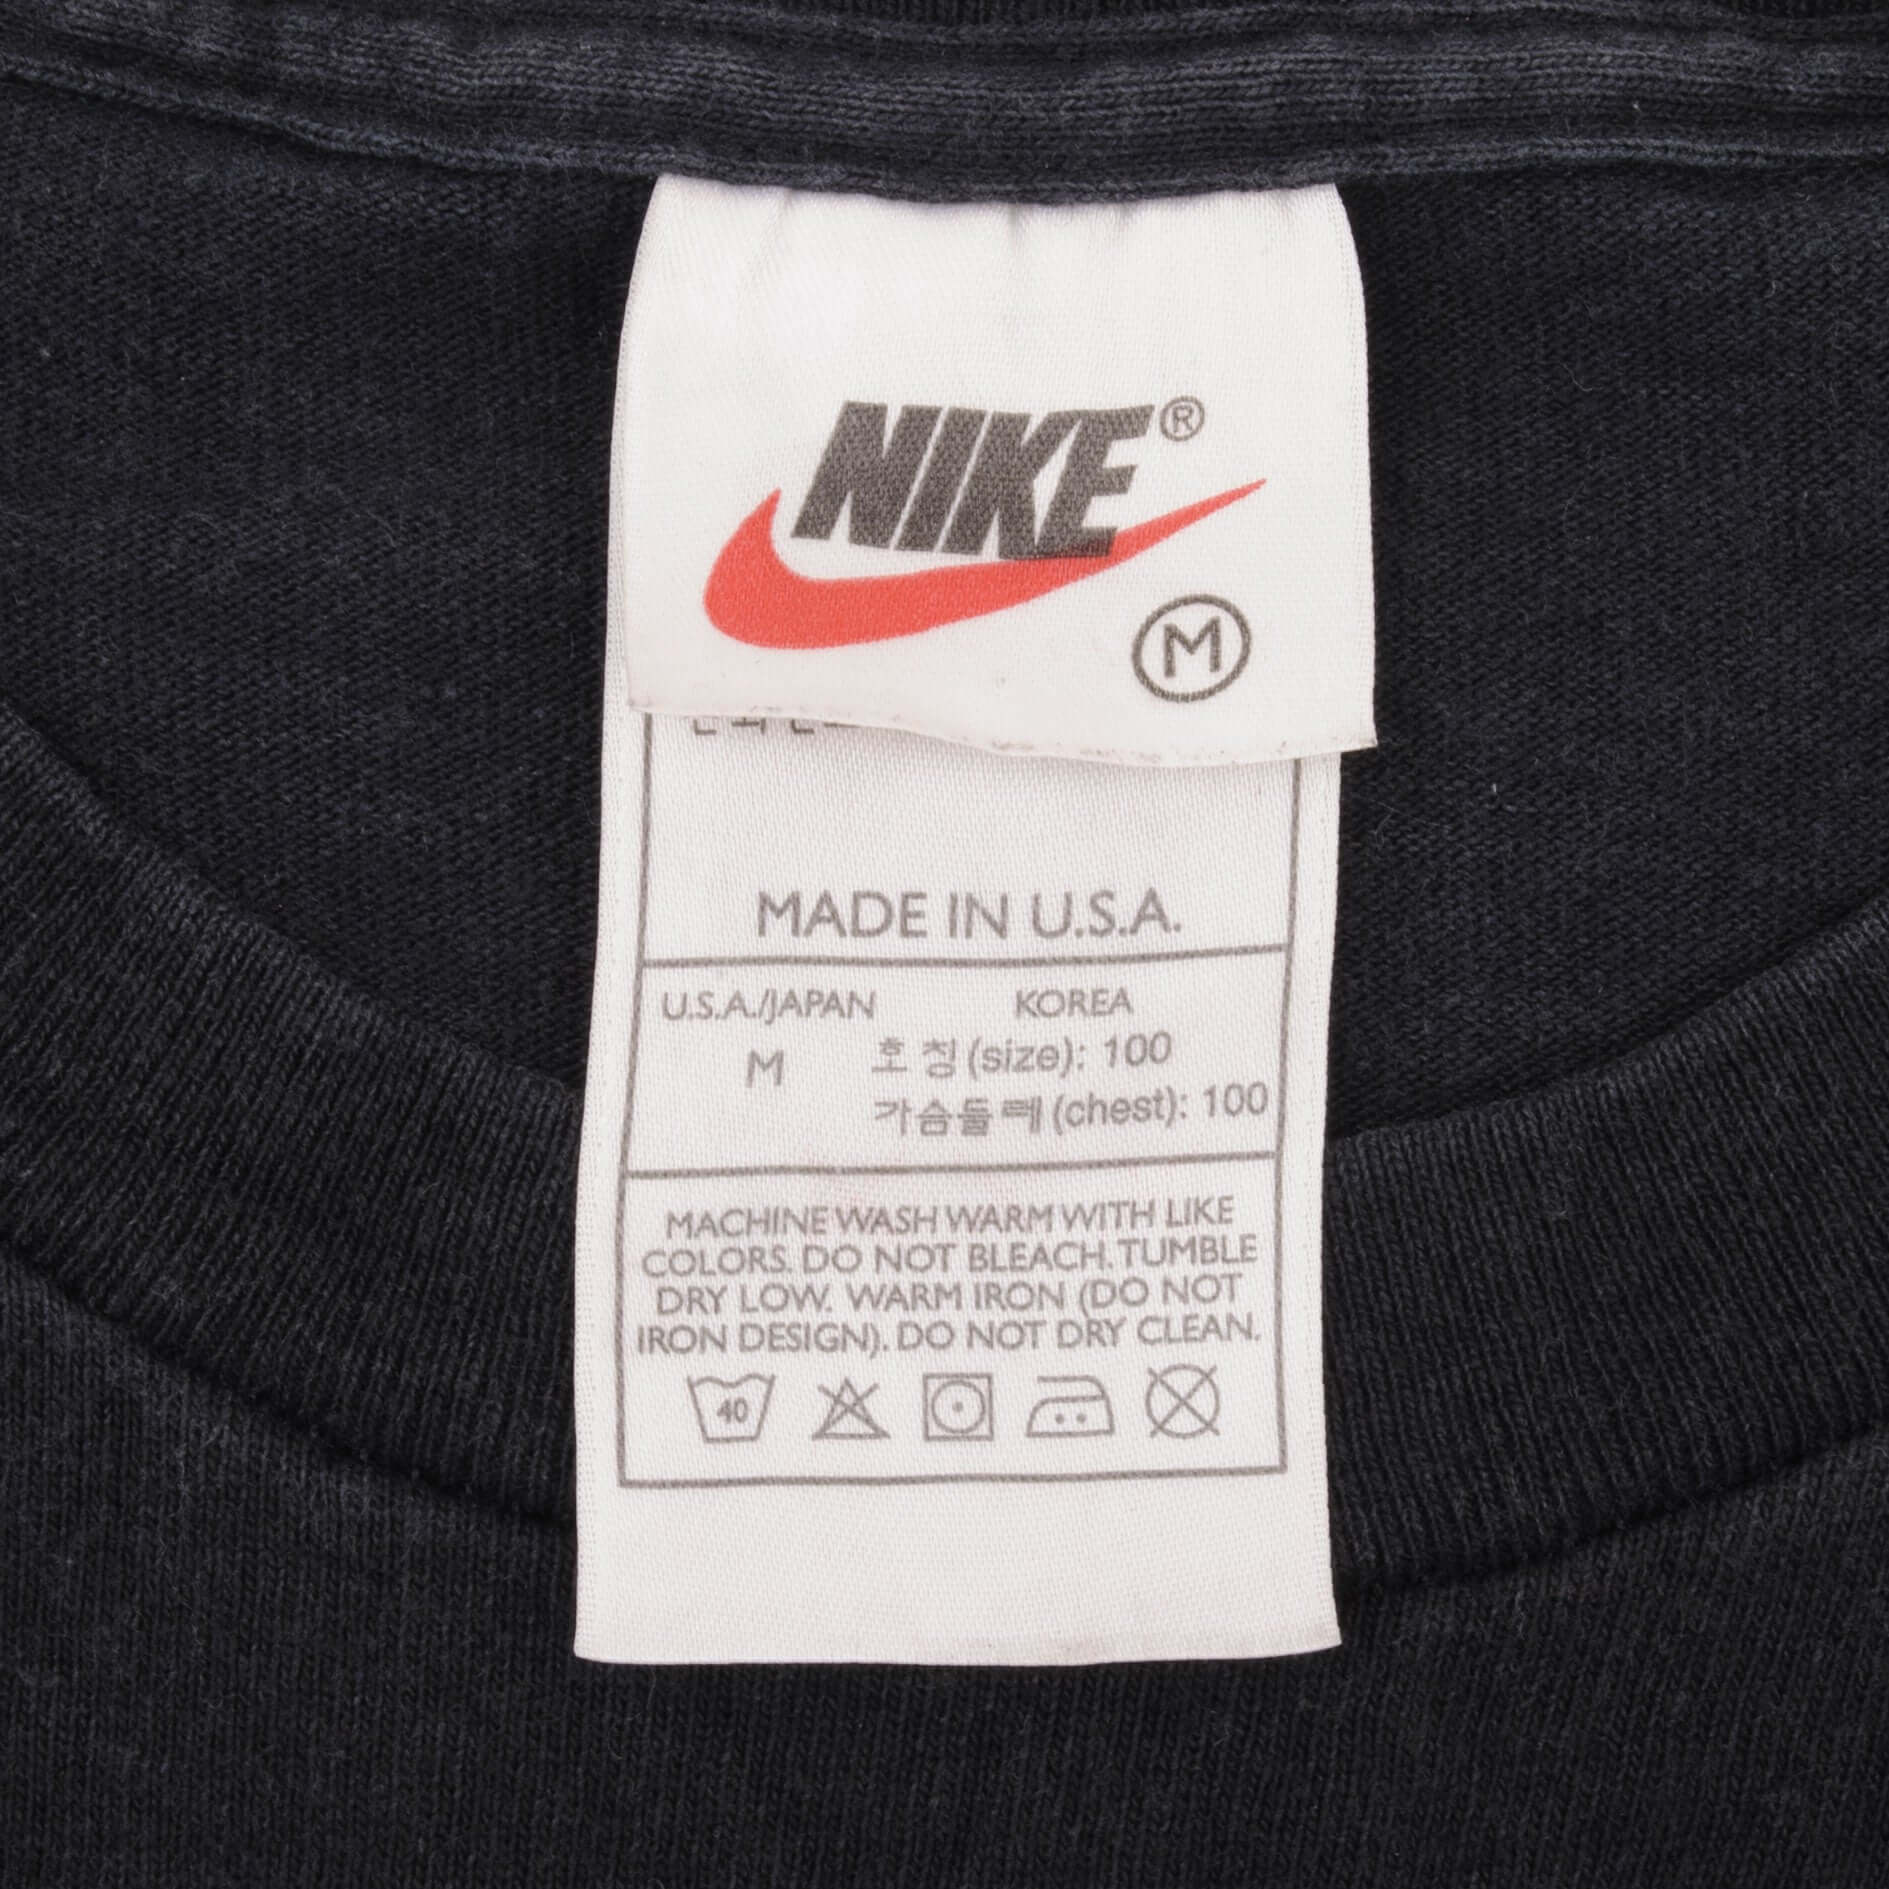 NIKE®
M
MADE IN U.S.A.
U.S.A./JAPAN KOREA
M 호칭 (size): 100
가슴둘레 (chest): 100
MACHINE WASH WARM WITH LIKE
COLORS. DO NOT BLEACH. TUMBLE
DRY LOW. WARM IRON (DO NOT
IRON DESIGN). DO NOT DRY CLEAN.
40